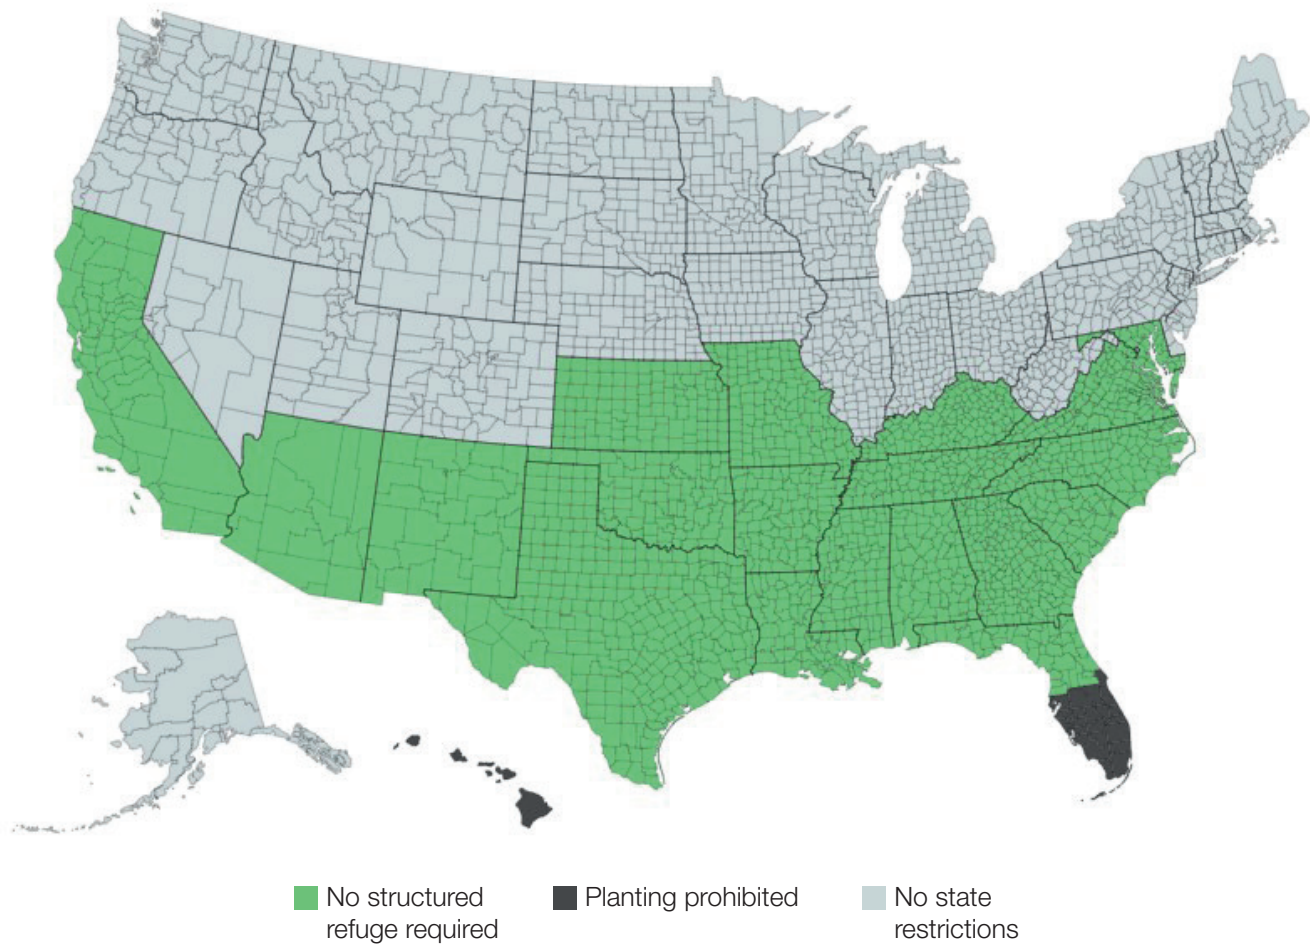 No structured
refuge required
Planting prohibited
No state
restrictions